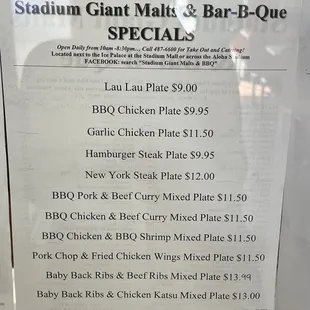 Stadium Giant Malts & Bar-B-Que
SPECIALS
Open Daily from 10am -8:30pm... Call 487-6600 for Take Out and Catering!
Located next to the Ice Palace at the Stadium Mall or across the Aloha Stadium
FACEBOOK: search "Stadium Giant Malts & BBQ"
Lau Lau Plate $9.00
BBQ Chicken Plate $9.95
Garlic Chicken Plate $11.50
Hamburger Steak Plate $9.95
New York Steak Plate $12.00
BBQ Pork & Beef Curry Mixed Plate $11.50
BBQ Chicken & Beef Curry Mixed Plate $11.50
BBQ Chicken & BBQ Shrimp Mixed Plate $11.50
Pork Chop & Fried Chicken Wings Mixed Plate $11.50
Baby Back Ribs & Beef Ribs Mixed Plate $13.99
Baby Back Ribs & Chicken Katsu Mixed Plate $13.00